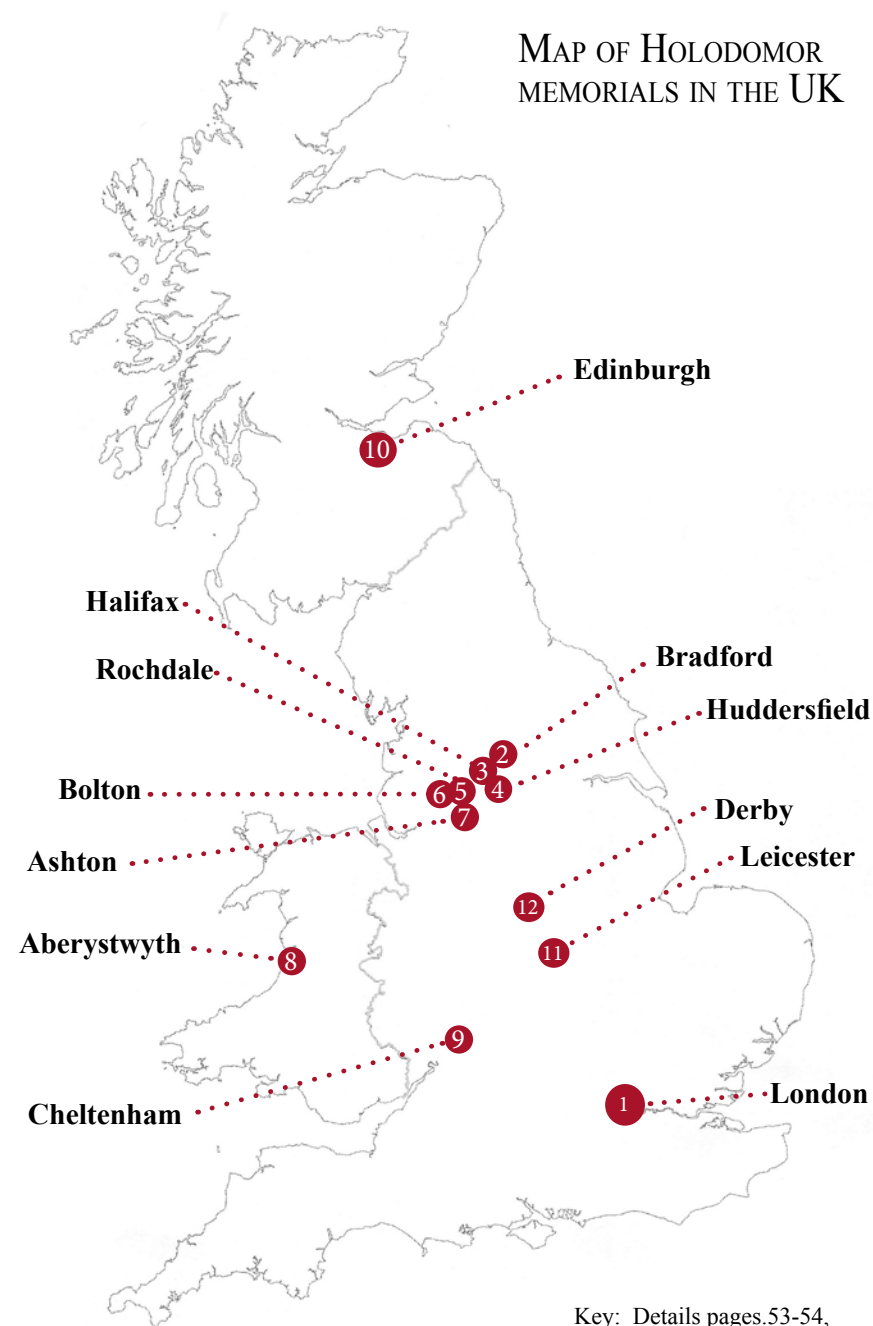 Map of Holodomor
memorials in the UK
Edinburgh
10
Halifax
Rochdale
Bradford
Huddersfield
2
3
4
5
6
7
Bolton
Ashton
Derby
Leicester
12
11
Aberystwyth
8
9
Cheltenham
1
London
Key: Details pages.53-54,